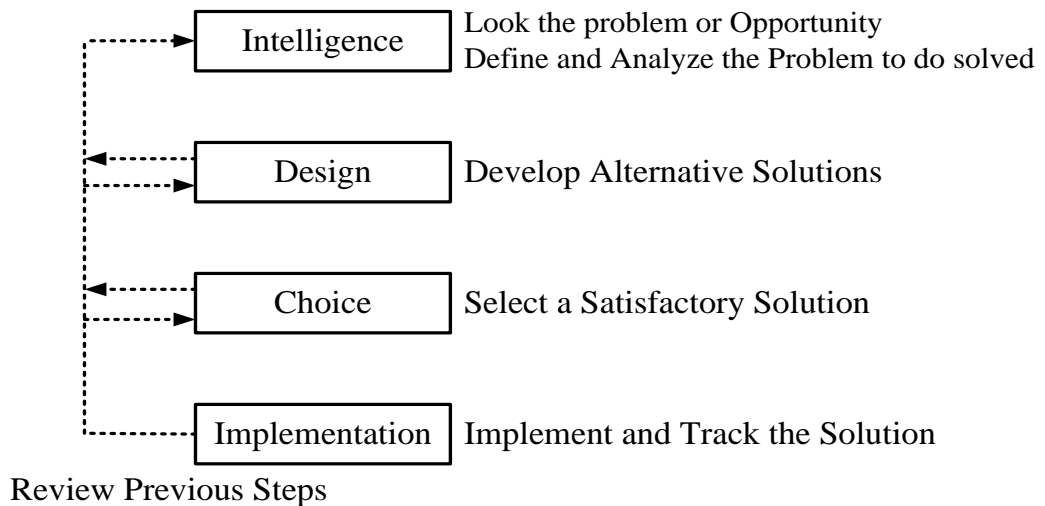 Intelligence
Look the problem or Opportunity
Define and Analyze the Problem to do solved
Design
Develop Alternative Solutions
Choice
Select a Satisfactory Solution
Implementation
Implement and Track the Solution
Review Previous Steps